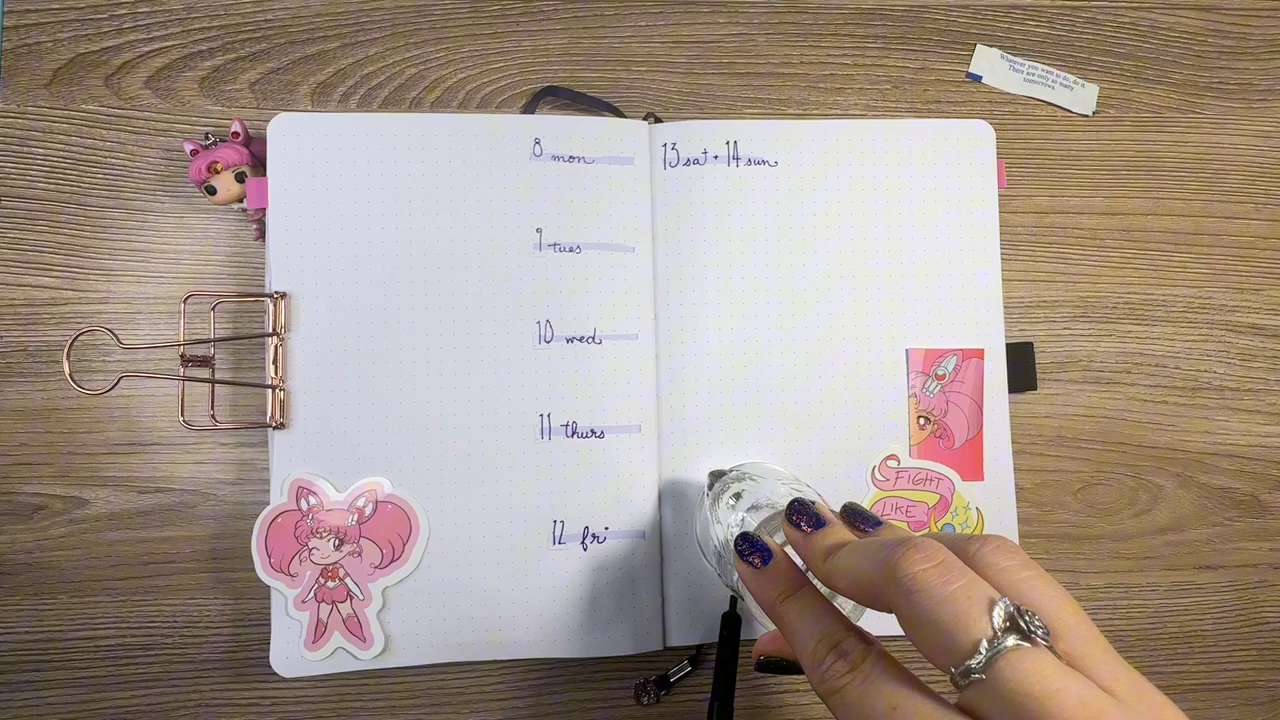 Whatever you want to do, do it.
There are only so many
tomorrows.
8 mon
9 tues
10 wed
11 thurs
12 fri
13 sat + 14 sun
FIGHT
LIKE